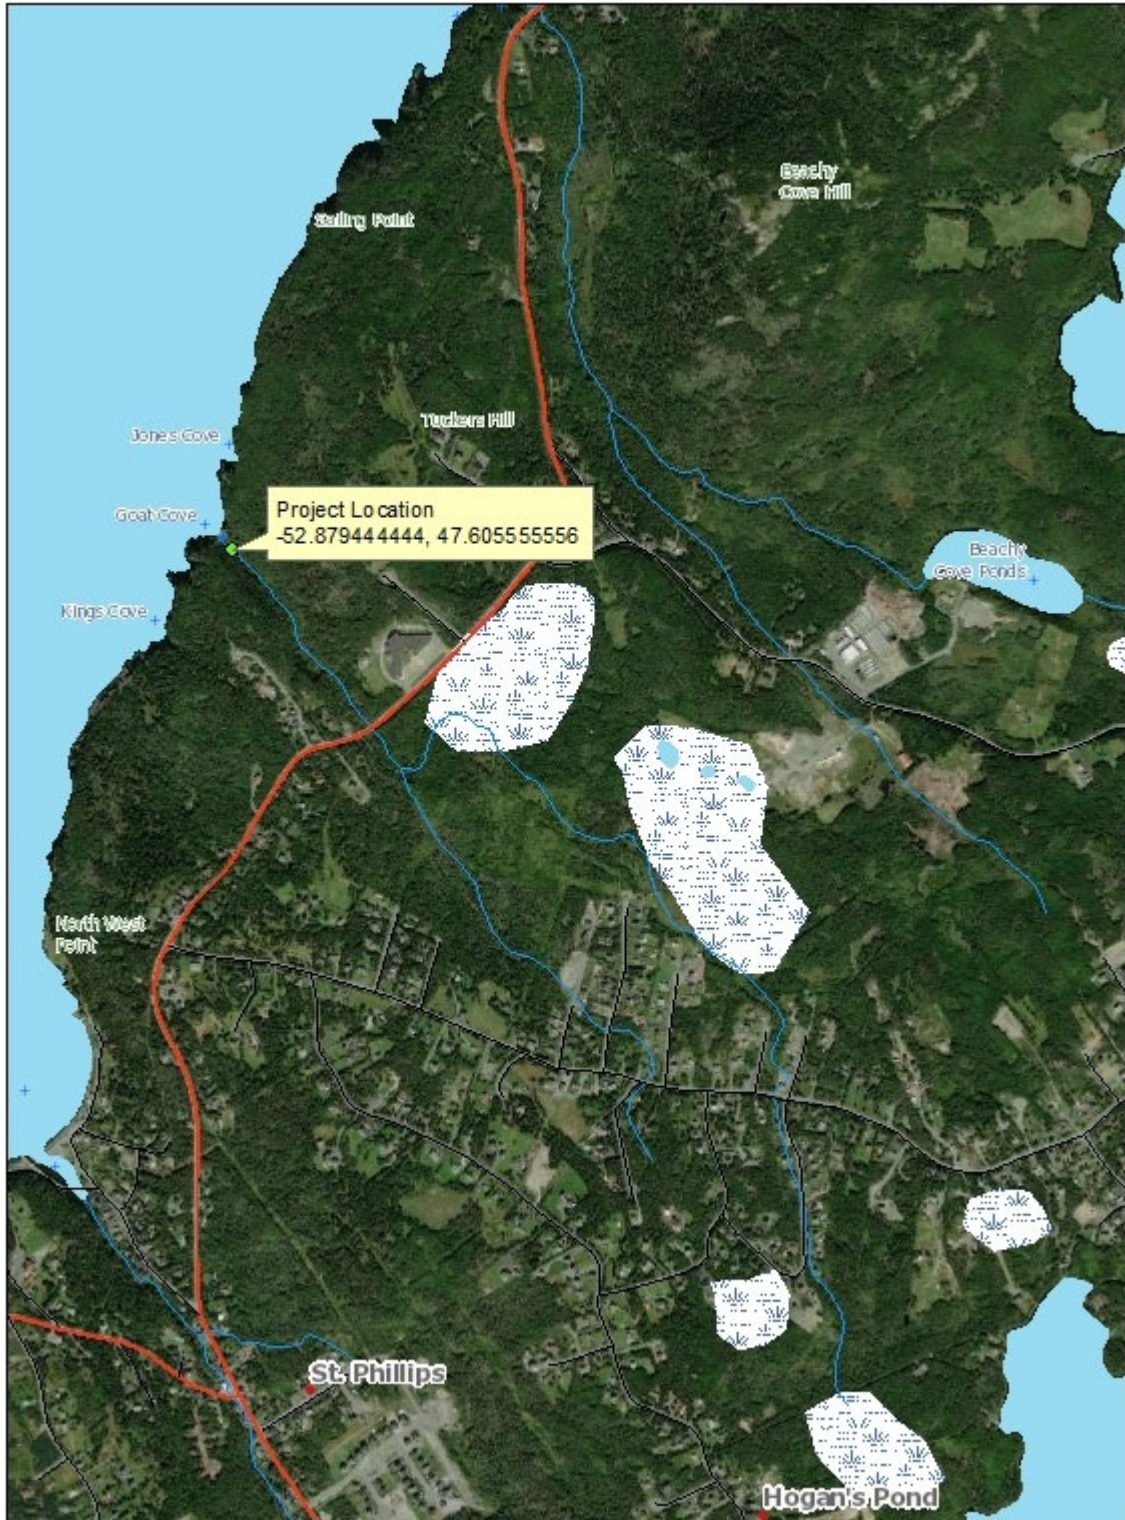 Beachy
Cove Hill
Sailing Point
Tuckers Hill
Jones Cove
Project Location
-52.879444444, 47.605555556
Goat Cove
Beachy
Cove Ponds
Kings Cove
North West
Point
St. Phillips
Hogan's Pond